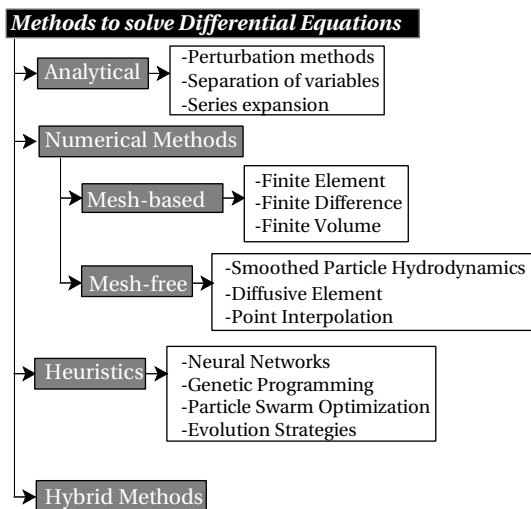 Methods to solve Differential Equations
Analytical
-Perturbation methods
-Separation of variables
-Series expansion
Numerical Methods
Mesh-based
-Finite Element
-Finite Difference
-Finite Volume
Mesh-free
-Smoothed Particle Hydrodynamics
-Diffusive Element
-Point Interpolation
Heuristics
-Neural Networks
-Genetic Programming
-Particle Swarm Optimization
-Evolution Strategies
Hybrid Methods